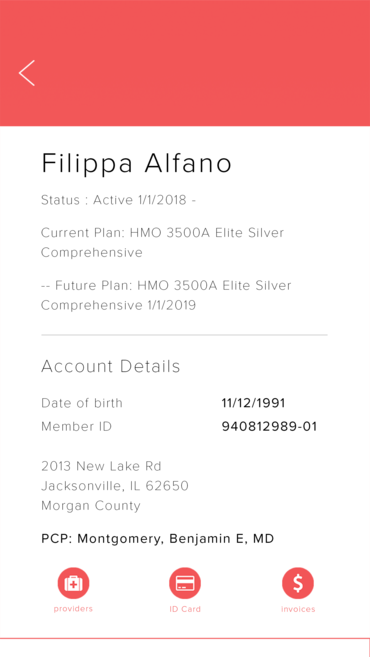 Filippa Alfano
Status : Active 1/1/2018 -
Current Plan: HMO 3500A Elite Silver
Comprehensive
-- Future Plan: HMO 3500A Elite Silver
Comprehensive 1/1/2019
Account Details
Date of birth 11/12/1991
Member ID 940812989-01
2013 New Lake Rd
Jacksonville, IL 62650
Morgan County
PCP: Montgomery, Benjamin E, MD
providers ID Card invoices